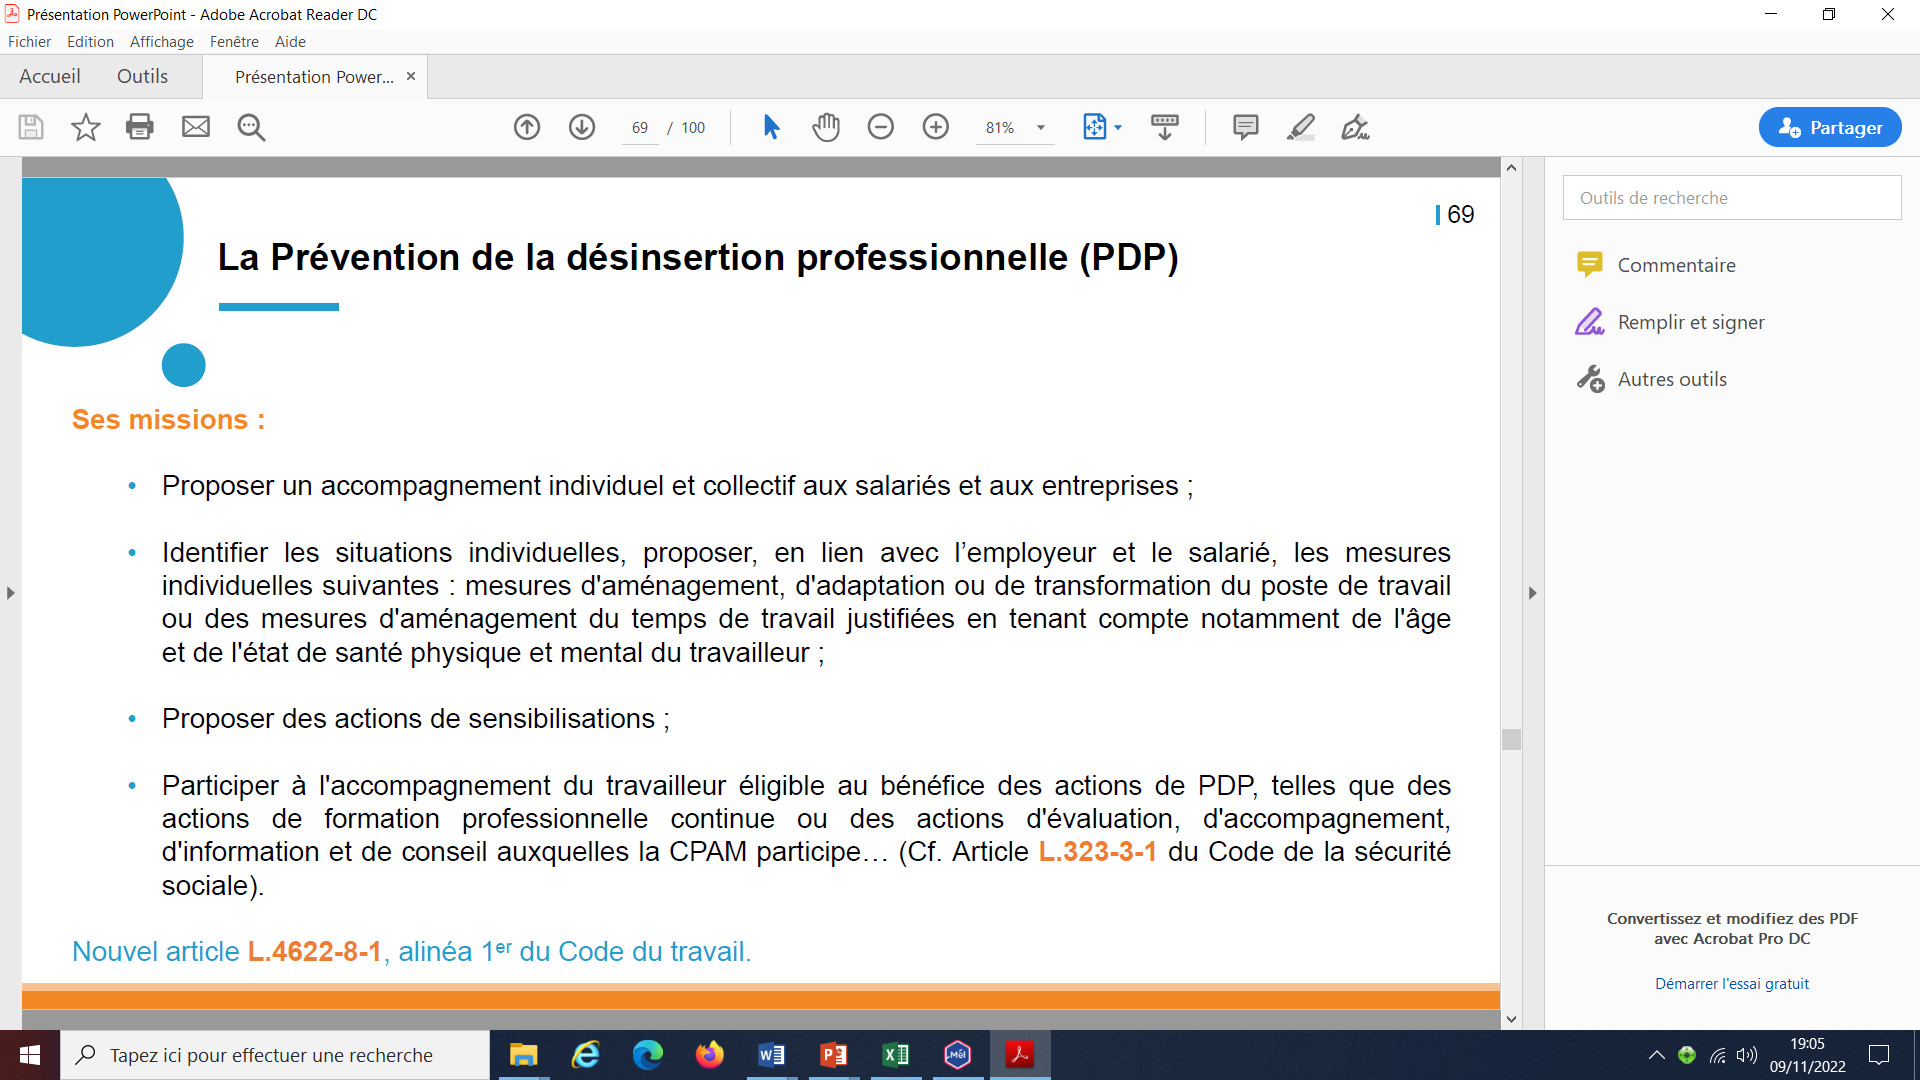 Présentation PowerPoint - Adobe Acrobat Reader DC
Fichier Edition Affichage Fenêtre Aide
Accueil Outils Présentation Power...
69 / 100 81%
Partager
69
La Prévention de la désinsertion professionnelle (PDP)
Ses missions :
• Proposer un accompagnement individuel et collectif aux salariés et aux entreprises ;
• Identifier les situations individuelles, proposer, en lien avec l’employeur et le salarié, les mesures
individuelles suivantes : mesures d'aménagement, d'adaptation ou de transformation du poste de travail
ou des mesures d'aménagement du temps de travail justifiées en tenant compte notamment de l'âge
et de l'état de santé physique et mental du travailleur ;
• Proposer des actions de sensibilisations ;
• Participer à l'accompagnement du travailleur éligible au bénéfice des actions de PDP, telles que des
actions de formation professionnelle continue ou des actions d'évaluation, d'accompagnement,
d'information et de conseil auxquelles la CPAM participe… (Cf. Article L.323-3-1 du Code de la sécurité
sociale).
Nouvel article L.4622-8-1, alinéa 1er du Code du travail.
Outils de recherche
Commentaire
Remplir et signer
Autres outils
Convertissez et modifiez des PDF
avec Acrobat Pro DC
Démarrer l'essai gratuit
Tapez ici pour effectuer une recherche
19:05
09/11/2022